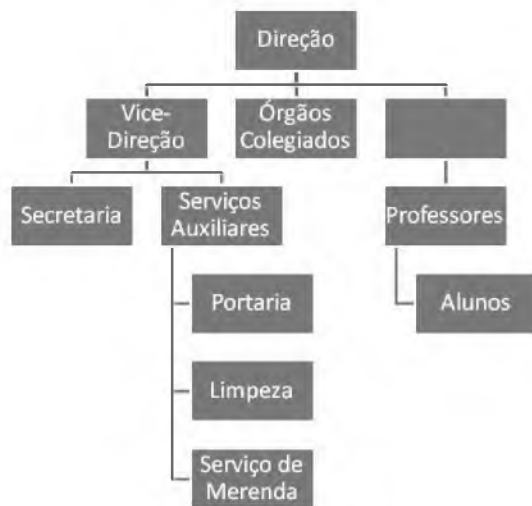 Direção
Vice-
Direção
Órgãos
Colegiados
Secretaria
Serviços
Auxiliares
Professores
Portaria
Alunos
Limpeza
Serviço de
Merenda